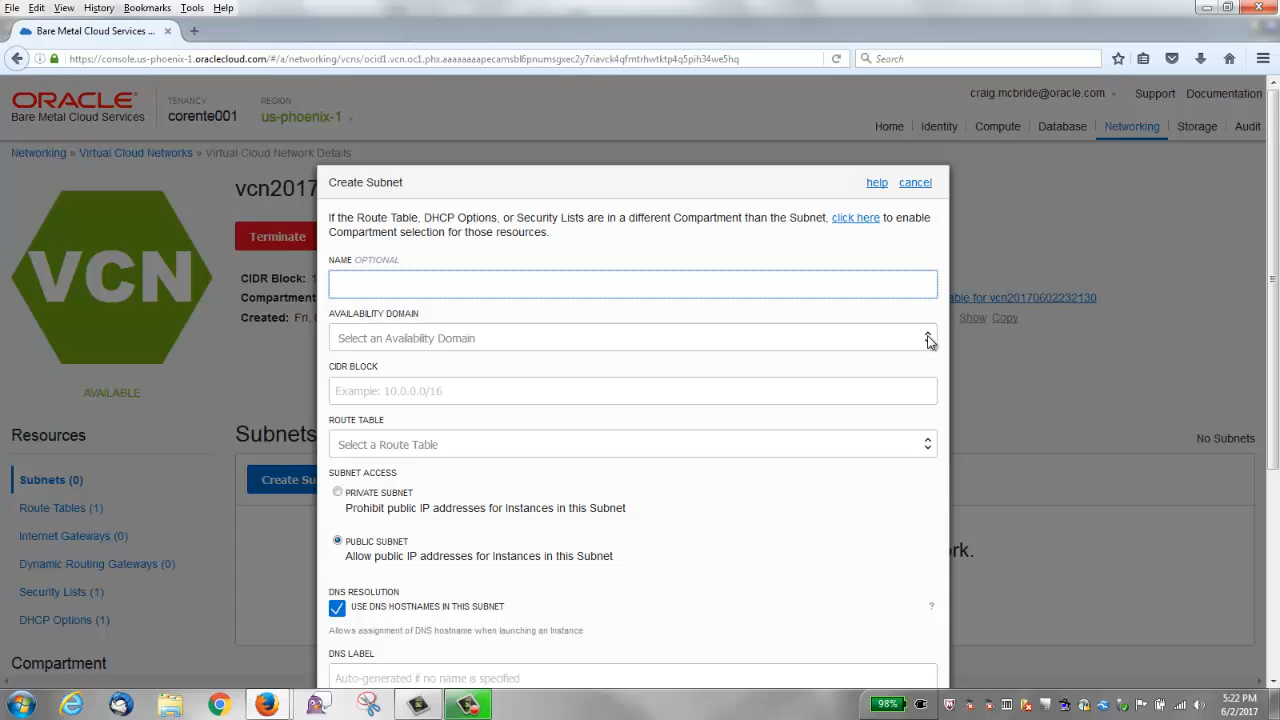 File Edit View History Bookmarks Tools Help
Bare Metal Cloud Services ...
https://console.us-phoenix-1.oraclecloud.com/#/a/networking/vcns/ocid1.vcn.oc1.phx.aaaaaaaapecamsbl6pnumsgxec2y7riavck4qfmtrhwtktp4q5pih34we5hq
Search
ORACLE
Bare Metal Cloud Services
TENANCY
corente001
REGION
us-phoenix-1
craig.mcbride@oracle.com Support Documentation
Home Identity Compute Database Networking Storage Audit
Networking » Virtual Cloud Networks » Virtual Cloud Network Details
vcn2017
VCN
AVAILABLE
Terminate
CIDR Block: 1
Compartment
Created: Fri,
able for vcn20170602232130
Show Copy
Create Subnet help cancel
If the Route Table, DHCP Options, or Security Lists are in a different Compartment than the Subnet, click here to enable
Compartment selection for those resources.
NAME OPTIONAL
AVAILABILITY DOMAIN
Select an Availability Domain
CIDR BLOCK
Example: 10.0.0.0/16
ROUTE TABLE
Select a Route Table
SUBNET ACCESS
PRIVATE SUBNET
Prohibit public IP addresses for Instances in this Subnet
PUBLIC SUBNET
Allow public IP addresses for Instances in this Subnet
DNS RESOLUTION
USE DNS HOSTNAMES IN THIS SUBNET ?
Allows assignment of DNS hostname when launching an Instance
DNS LABEL
Auto-generated if no name is specified
Resources
Subnets (0)
Route Tables (1)
Internet Gateways (0)
Dynamic Routing Gateways (0)
Security Lists (1)
DHCP Options (1)
Compartment
Subnets
No Subnets
Create Su
rk.
98%
5:22 PM
6/2/2017